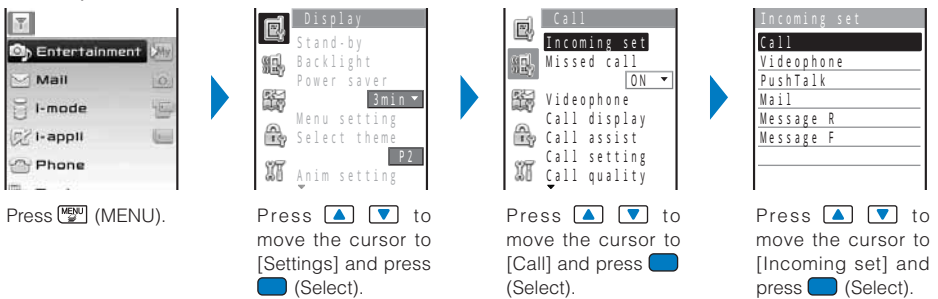 Entertainment
My
Mail
i-mode
i-αppli
Phone
Press MENU (MENU).
Display
Stand-by
Backlight
Power saver
3min
Menu setting
Select theme
P2
Anim setting
Press to
move the cursor to
[Settings] and press
(Select).
Call
Incoming set
Missed call
ON
Videophone
Call display
Call assist
Call setting
Call quality
Press to
move the cursor to
[Call] and press
(Select).
Incoming set
Call
Videophone
PushTalk
Mail
Message R
Message F
Press to
move the cursor to
[Incoming set] and
press (Select).